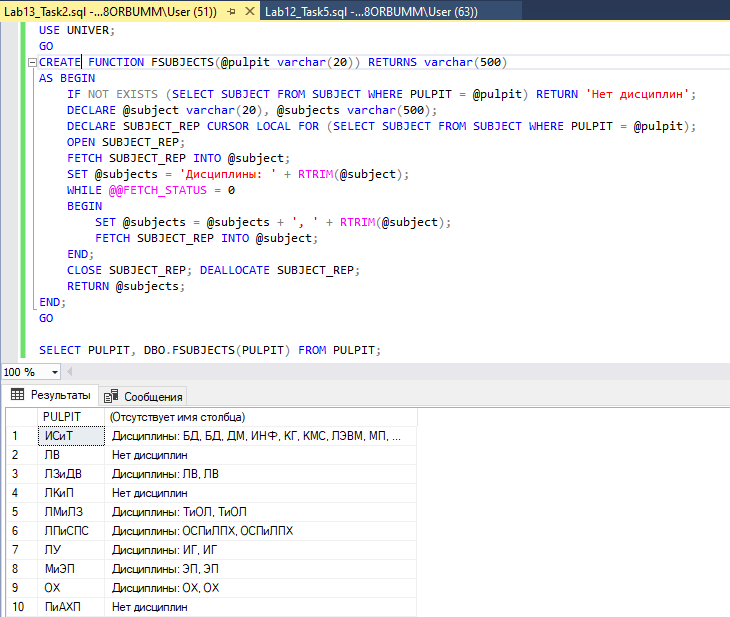 Lab13_Task2.sql -...8ORBUMM\User (51)) Lab12_Task5.sql -...8ORBUMM\User (63))
USE UNIVER;
GO
CREATE FUNCTION FSUBJECTS(@pulpit varchar(20)) RETURNS varchar(500)
AS BEGIN
IF NOT EXISTS (SELECT SUBJECT FROM SUBJECT WHERE PULPIT = @pulpit) RETURN 'Нет дисциплин';
DECLARE @subject varchar(20), @subjects varchar(500);
DECLARE SUBJECT_REP CURSOR LOCAL FOR (SELECT SUBJECT FROM SUBJECT WHERE PULPIT = @pulpit);
OPEN SUBJECT_REP;
FETCH SUBJECT_REP INTO @subject;
SET @subjects = 'Дисциплины: ' + RTRIM(@subject);
WHILE @@FETCH_STATUS = 0
BEGIN
SET @subjects = @subjects + ', ' + RTRIM(@subject);
FETCH SUBJECT_REP INTO @subject;
END;
CLOSE SUBJECT_REP; DEALLOCATE SUBJECT_REP;
RETURN @subjects;
END;
GO
SELECT PULPIT, DBO.FSUBJECTS(PULPIT) FROM PULPIT;
100 %
Результаты Сообщения
PULPIT (Отсутствует имя столбца)
1 ИСиТ Дисциплины: БД, БД, ДМ, ИНФ, КГ, КМС, ЛЭВМ, МП, ...
2 ЛВ Нет дисциплин
3 ЛЗиДВ Дисциплины: ЛВ, ЛВ
4 ЛКиП Нет дисциплин
5 ЛМиЛЗ Дисциплины: ТиОЛ, ТиОЛ
6 ЛПиСПС Дисциплины: ОСПиЛПХ, ОСПиЛПХ
7 ЛУ Дисциплины: ИГ, ИГ
8 МиЭП Дисциплины: ЭП, ЭП
9 ОХ Дисциплины: ОХ, ОХ
10 ПиАХП Нет дисциплин